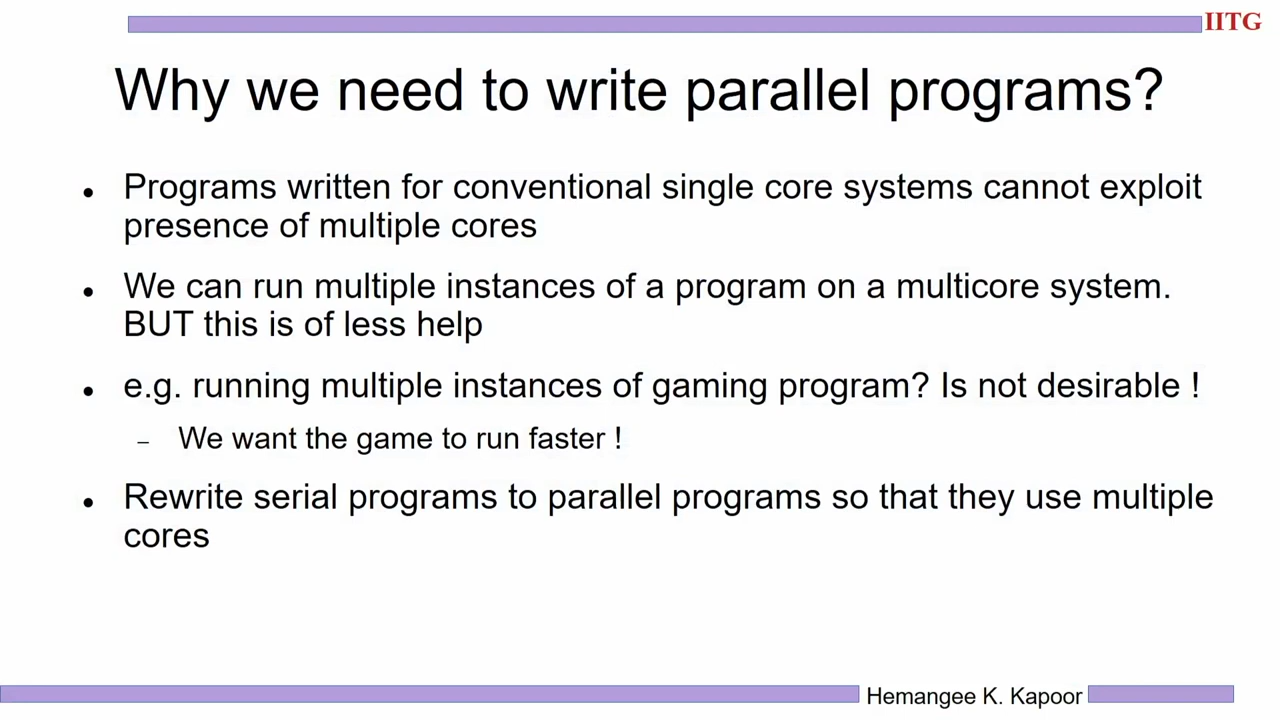 IITG
Why we need to write parallel programs?
● Programs written for conventional single core systems cannot exploit
presence of multiple cores
● We can run multiple instances of a program on a multicore system.
BUT this is of less help
● e.g. running multiple instances of gaming program? Is not desirable !
– We want the game to run faster !
● Rewrite serial programs to parallel programs so that they use multiple
cores
Hemangee K. Kapoor